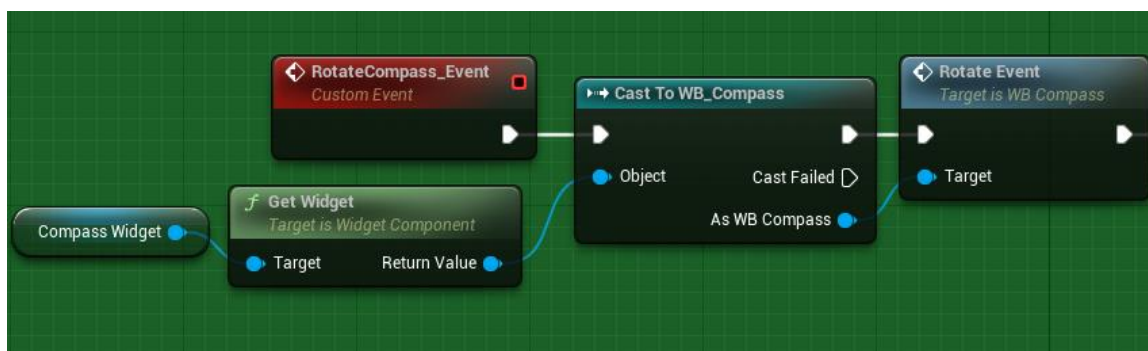 RotateCompass_Event
Custom Event
Cast To WB_Compass
Object
Cast Failed
As WB Compass
Rotate Event
Target is WB Compass
Target
Compass Widget
f Get Widget
Target is Widget Component
Target Return Value